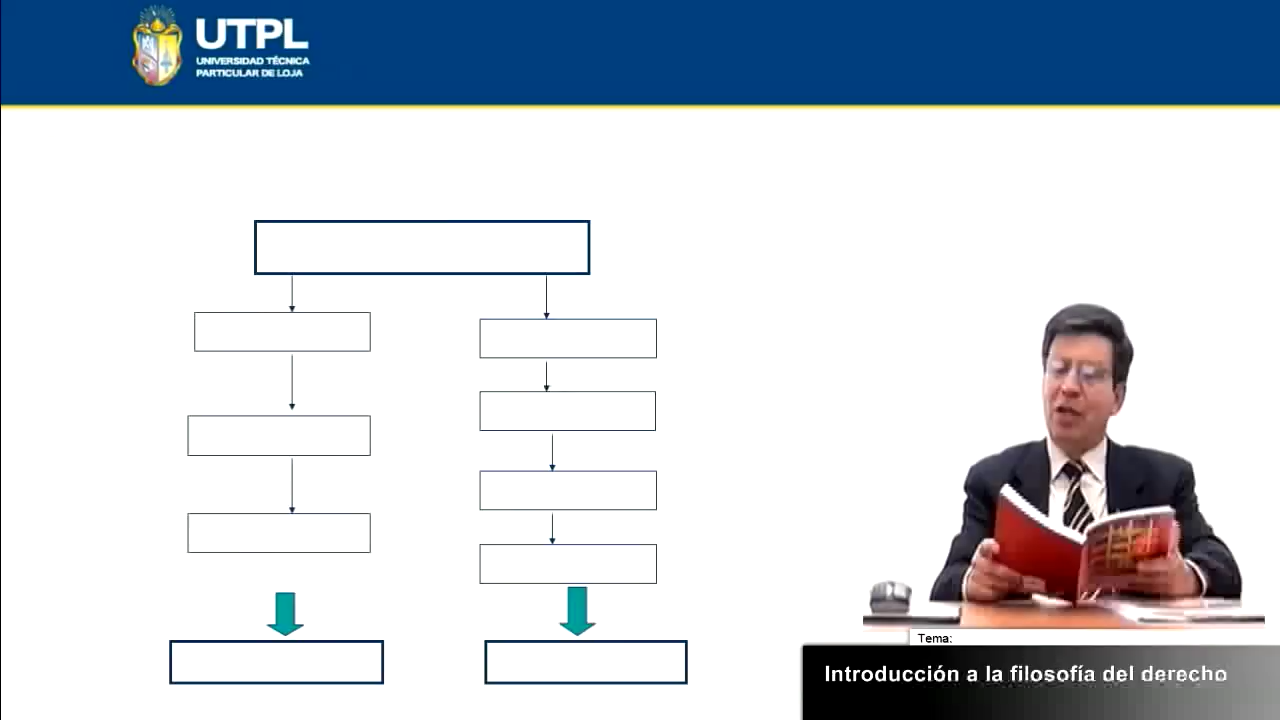 UTPL
UNIVERSIDAD TÉCNICA
PARTICULAR DE LOJA
Tema:
Introducción a la filosofía del derecho